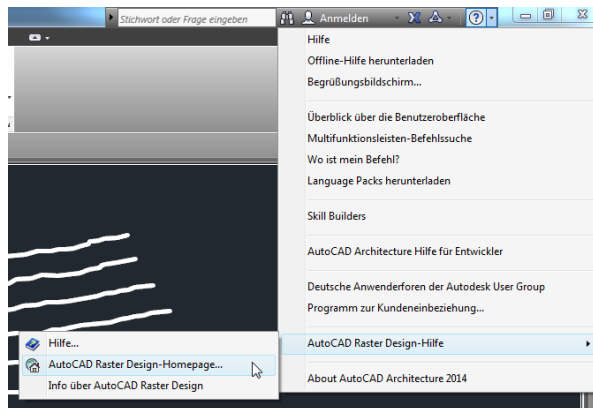 Stichwort oder Frage eingeben
Anmelden
Hilfe
Offline-Hilfe herunterladen
Begrüßungsbildschirm...
Überblick über die Benutzeroberfläche
Multifunktionsleisten-Befehlssuche
Wo ist mein Befehl?
Language Packs herunterladen
Skill Builders
AutoCAD Architecture Hilfe für Entwickler
Deutsche Anwenderforen der Autodesk User Group
Programm zur Kundeneinbeziehung...
AutoCAD Raster Design-Hilfe
About AutoCAD Architecture 2014
Hilfe...
AutoCAD Raster Design-Homepage...
Info über AutoCAD Raster Design